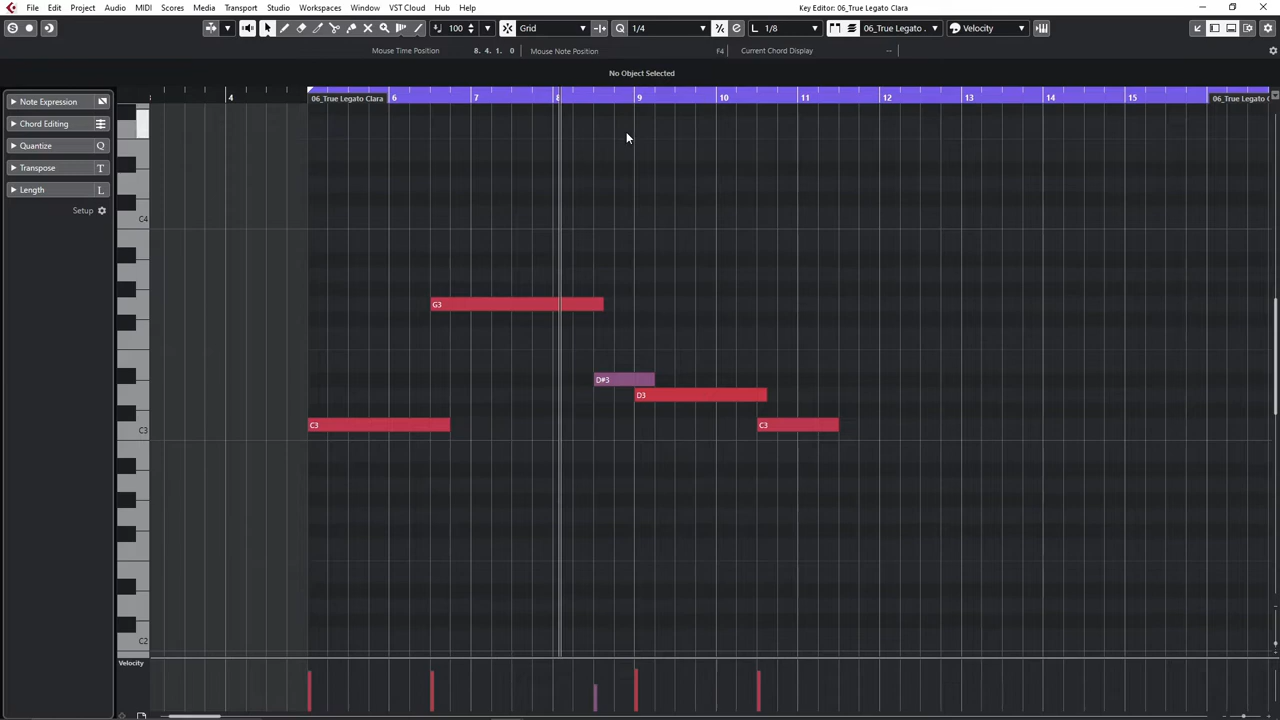 File Edit Project Audio MIDI Scores Media Transport Studio Workspaces Window VST Cloud Hub Help
Key Editor: 06_True Legato Clara
100 Grid 1/4 1/8 06_True Legato . Velocity
Mouse Time Position 8. 4. 1. 0 Mouse Note Position F4 Current Chord Display --
No Object Selected
Note Expression
Chord Editing
Quantize Q
Transpose T
Length L
Setup
4 6 7 8 9 10 11 12 13 14 15
06_True Legato Clara
06_True Legato
C4
G3
D#3
D3
C3
C3
C3
C2
Velocity